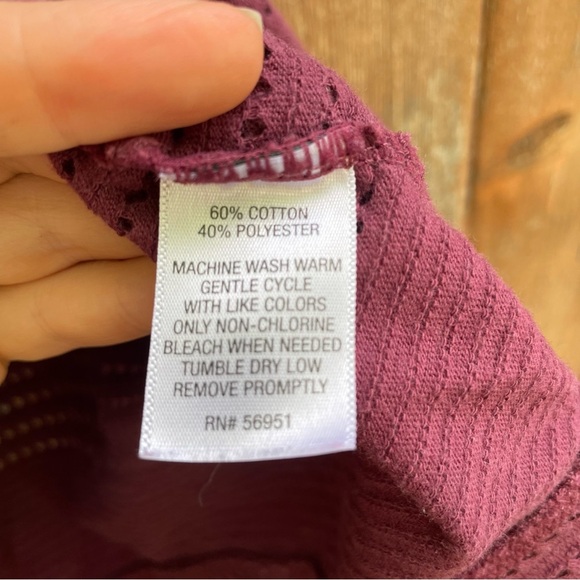 60% COTTON
40% POLYESTER
MACHINE WASH WARM
GENTLE CYCLE
WITH LIKE COLORS
ONLY NON-CHLORINE
BLEACH WHEN NEEDED
TUMBLE DRY LOW
REMOVE PROMPTLY
RN# 56951